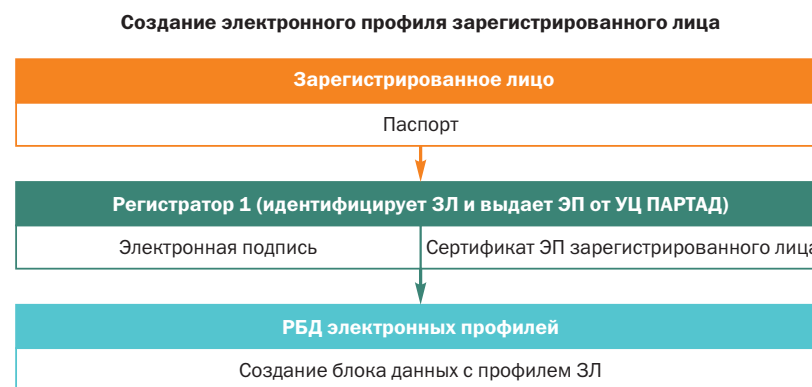 Создание электронного профиля зарегистрированного лица
Зарегистрированное лицо
Паспорт
Регистратор 1 (идентифицирует ЗЛ и выдает ЭП от УЦ ПАРТАД)
Электронная подпись
Сертификат ЭП зарегистрированного лица
РБД электронных профилей
Создание блока данных с профилем ЗЛ